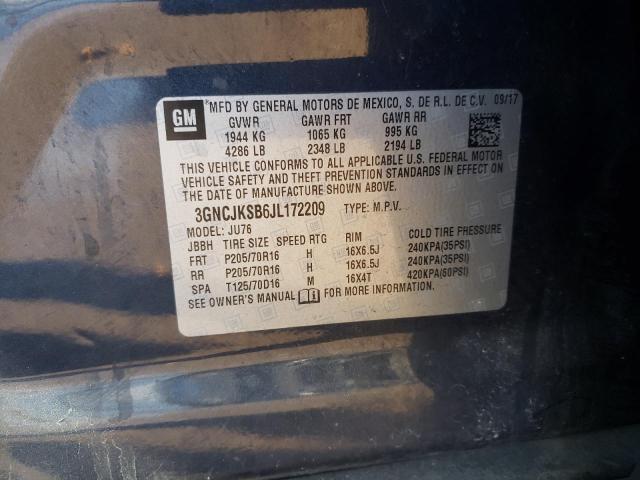 GM
*MFD BY GENERAL MOTORS DE MEXICO, S. DE R.L. DE C.V. 09/17
GVWR GAWR FRT GAWR RR
1944 KG 1065 KG 995 KG
4286 LB 2348 LB 2194 LB
THIS VEHICLE CONFORMS TO ALL APPLICABLE U.S. FEDERAL MOTOR
VEHICLE SAFETY AND THEFT PREVENTION STANDARDS IN EFFECT ON
THE DATE OF MANUFACTURE SHOWN ABOVE.
3GNCJKSB6JL172209 TYPE: M.P.V.
MODEL: JU76
JBBH TIRE SIZE SPEED RTG RIM COLD TIRE PRESSURE
FRT P205/70R16 H 16X6.5J 240KPA(35PSI)
RR P205/70R16 H 16X6.5J 240KPA(35PSI)
SPA T125/70D16 M 16X4T 420KPA(60PSI)
SEE OWNER'S MANUAL FOR MORE INFORMATION.